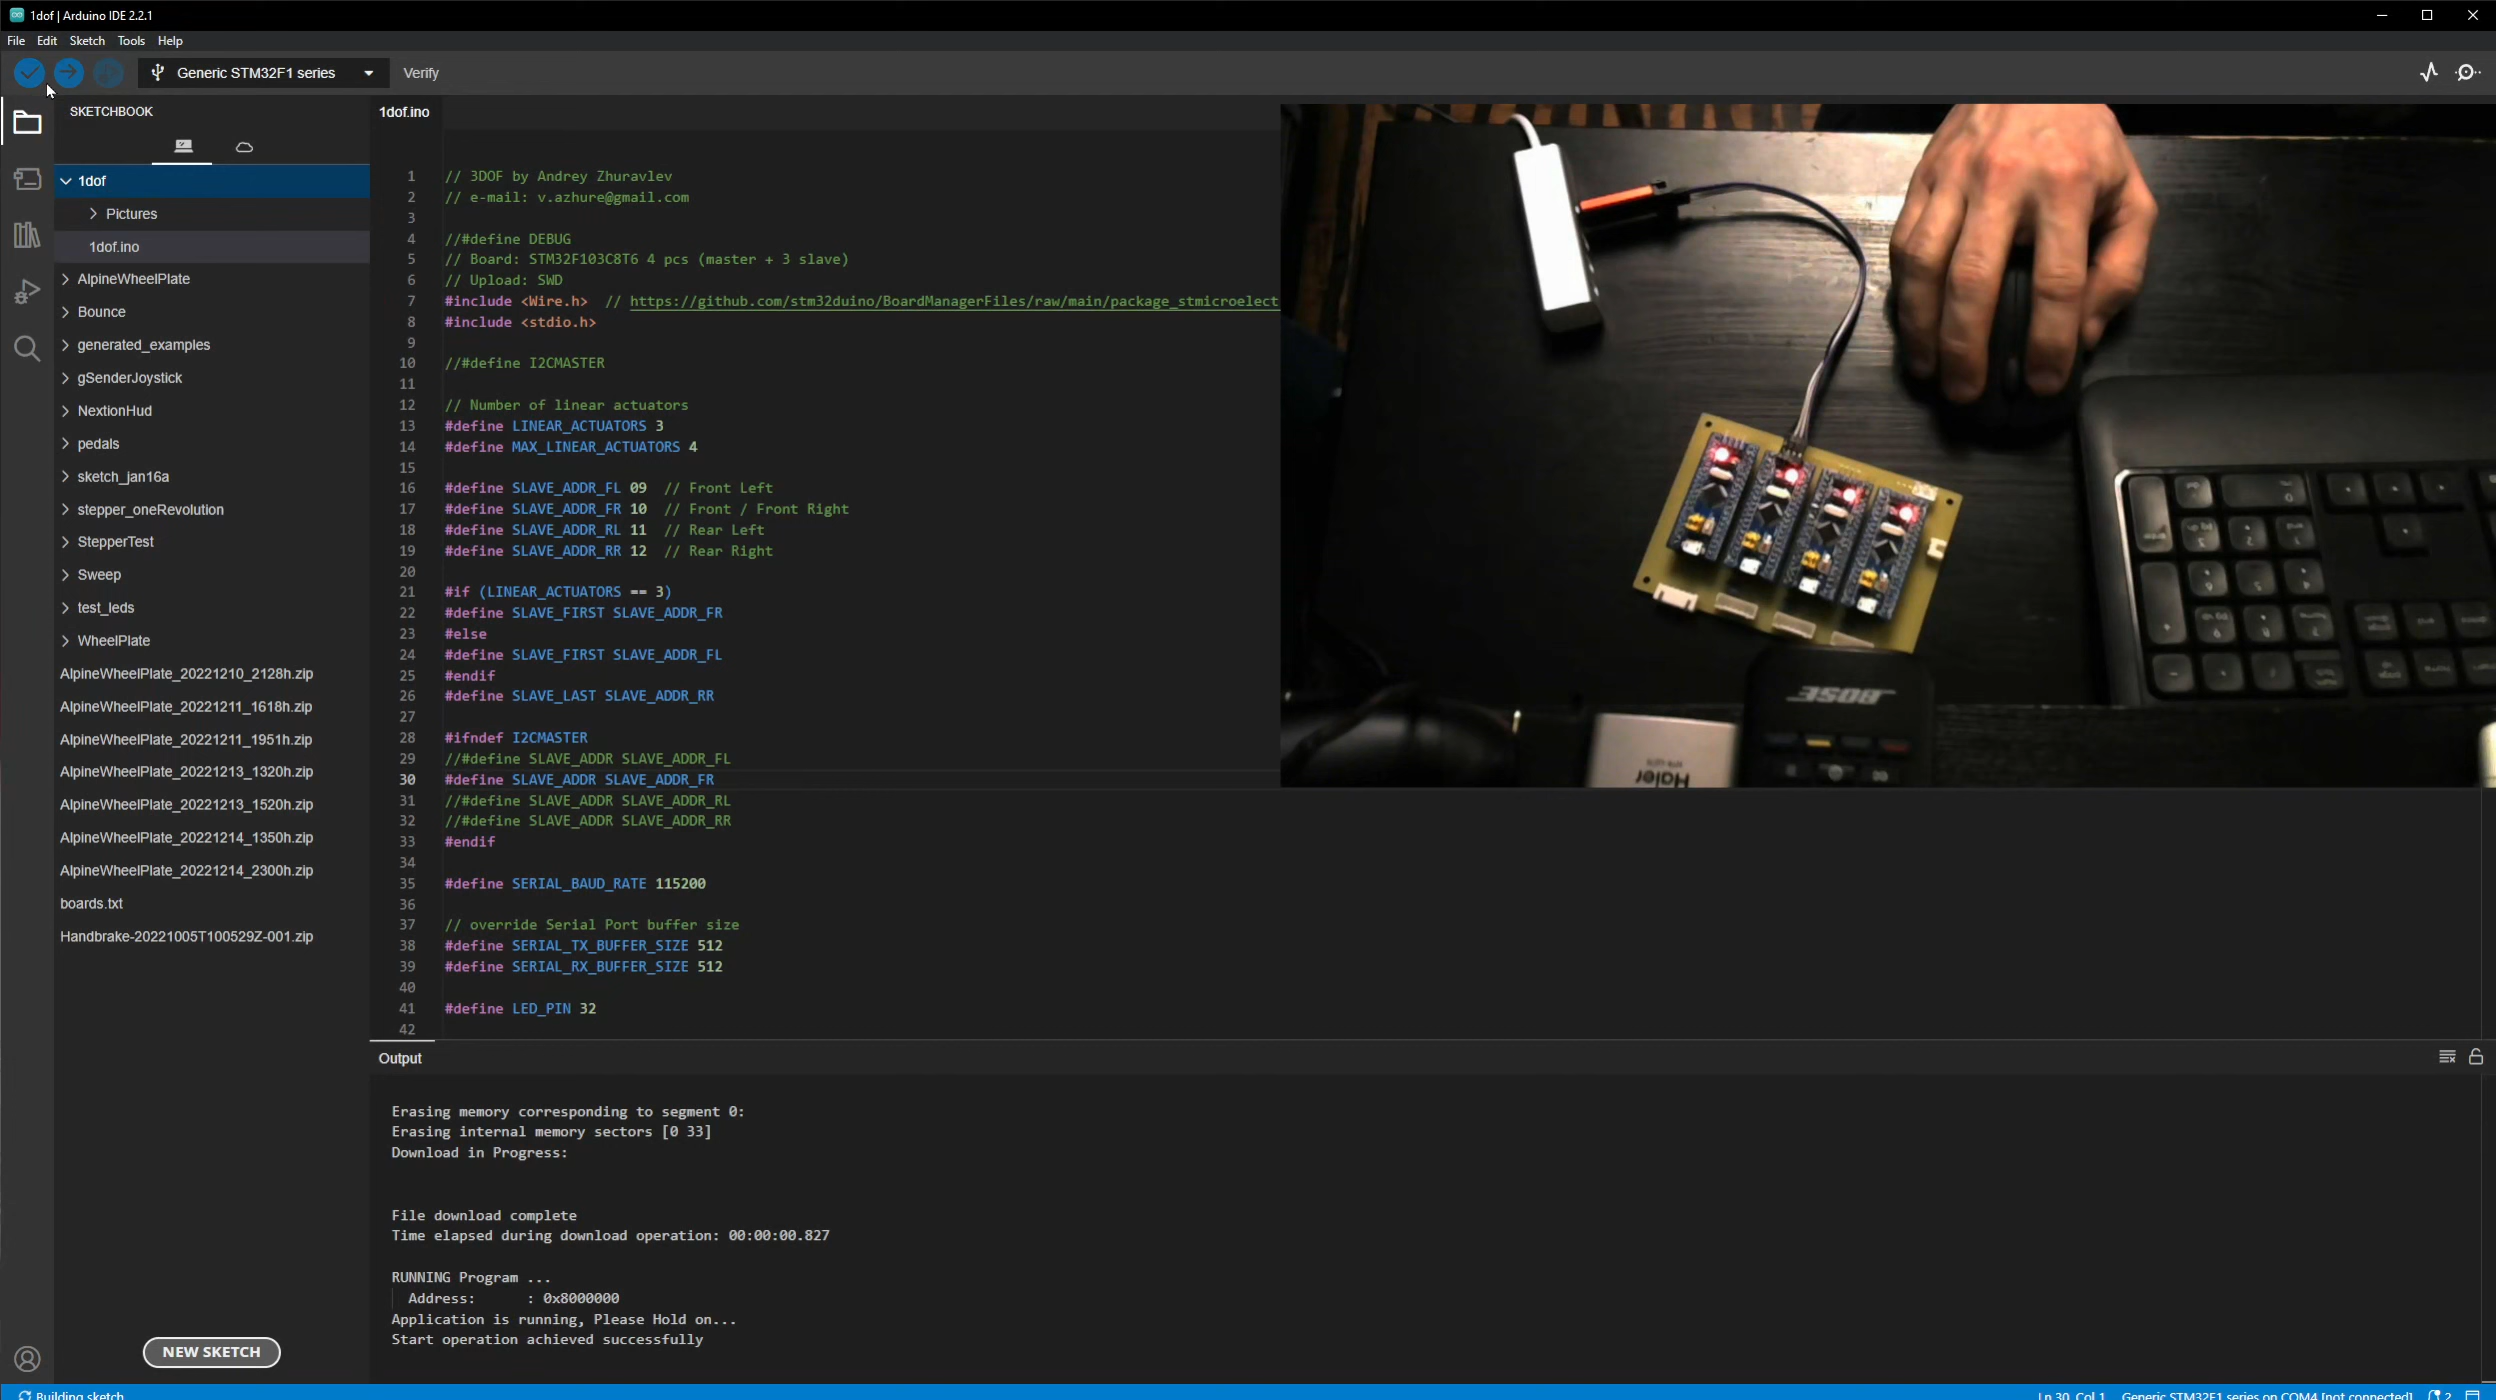 1dof | Arduino IDE 2.2.1
File Edit Sketch Tools Help
Generic STM32F1 series
Verify
SKETCHBOOK
1dof
Pictures
1dof.ino
AlpineWheelPlate
Bounce
generated_examples
gSenderJoystick
NextionHud
pedals
sketch_jan16a
stepper_oneRevolution
StepperTest
Sweep
test_leds
WheelPlate
AlpineWheelPlate_20221210_2128h.zip
AlpineWheelPlate_20221211_1618h.zip
AlpineWheelPlate_20221211_1951h.zip
AlpineWheelPlate_20221213_1320h.zip
AlpineWheelPlate_20221213_1520h.zip
AlpineWheelPlate_20221214_1350h.zip
AlpineWheelPlate_20221214_2300h.zip
boards.txt
Handbrake-20221005T100529Z-001.zip
NEW SKETCH
1dof.ino
1 // 3DOF by Andrey Zhuravlev
2 // e-mail: v.azhure@gmail.com
3
4 //#define DEBUG
5 // Board: STM32F103C8T6 4 pcs (master + 3 slave)
6 // Upload: SWD
7 #include <Wire.h> // https://github.com/stm32duino/BoardManagerFiles/raw/main/package_stmicroelect
8 #include <stdio.h>
9
10 //#define I2CMASTER
11
12 // Number of linear actuators
13 #define LINEAR_ACTUATORS 3
14 #define MAX_LINEAR_ACTUATORS 4
15
16 #define SLAVE_ADDR_FL 09 // Front Left
17 #define SLAVE_ADDR_FR 10 // Front / Front Right
18 #define SLAVE_ADDR_RL 11 // Rear Left
19 #define SLAVE_ADDR_RR 12 // Rear Right
20
21 #if (LINEAR_ACTUATORS == 3)
22 #define SLAVE_FIRST SLAVE_ADDR_FR
23 #else
24 #define SLAVE_FIRST SLAVE_ADDR_FL
25 #endif
26 #define SLAVE_LAST SLAVE_ADDR_RR
27
28 #ifndef I2CMASTER
29 //#define SLAVE_ADDR SLAVE_ADDR_FL
30 #define SLAVE_ADDR SLAVE_ADDR_FR
31 //#define SLAVE_ADDR SLAVE_ADDR_RL
32 //#define SLAVE_ADDR SLAVE_ADDR_RR
33 #endif
34
35 #define SERIAL_BAUD_RATE 115200
36
37 // override Serial Port buffer size
38 #define SERIAL_TX_BUFFER_SIZE 512
39 #define SERIAL_RX_BUFFER_SIZE 512
40
41 #define LED_PIN 32
42
BOSE
Haier
Output
Erasing memory corresponding to segment 0:
Erasing internal memory sectors [0 33]
Download in Progress:
File download complete
Time elapsed during download operation: 00:00:00.827
RUNNING Program ...
Address: : 0x8000000
Application is running, Please Hold on...
Start operation achieved successfully
Building sketch
Ln 30, Col 1 Generic STM32F1 series on COM4 [not connected] 2